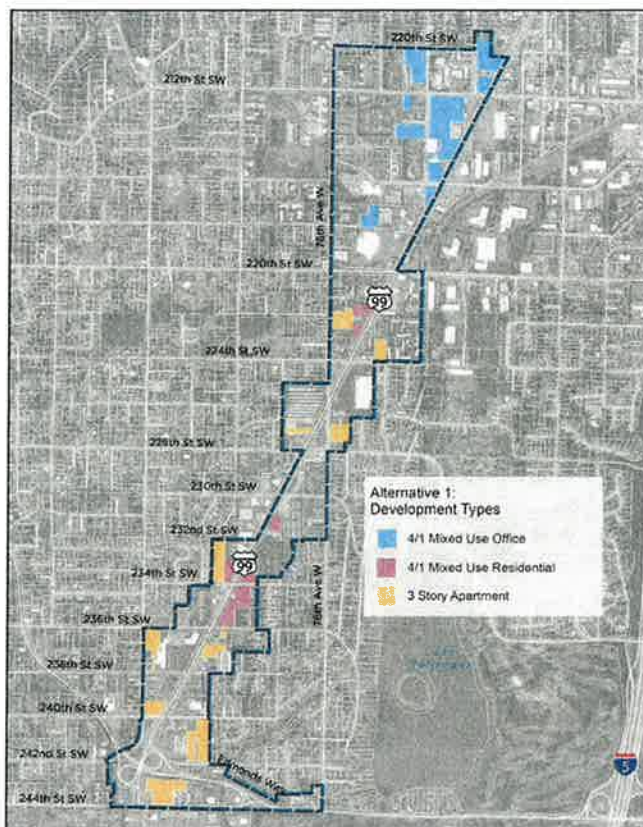 220th St SW
212th St SW
76th Ave W
220th St SW
99
224th St SW
228th St SW
230th St SW
Alternative 1:
Development Types
4/1 Mixed Use Office
4/1 Mixed Use Residential
3 Story Apartment
232nd St SW
99
234th St SW
76th Ave W
236th St SW
238th St SW
240th St SW
242nd St SW
Edmonds Way
5
244th St SW